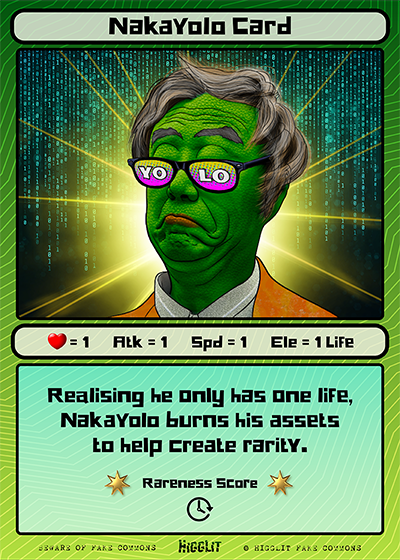 NakaYolo Card
YO LO
= 1 Atk = 1 Spd = 1 Ele = 1 Life
Realising he only has one life,
NakaYolo burns his assets
to help create rarity.
Rareness Score
BEWARE OF FAKE COMMONS HIGGLIT © HIGGLIT FAKE COMMONS